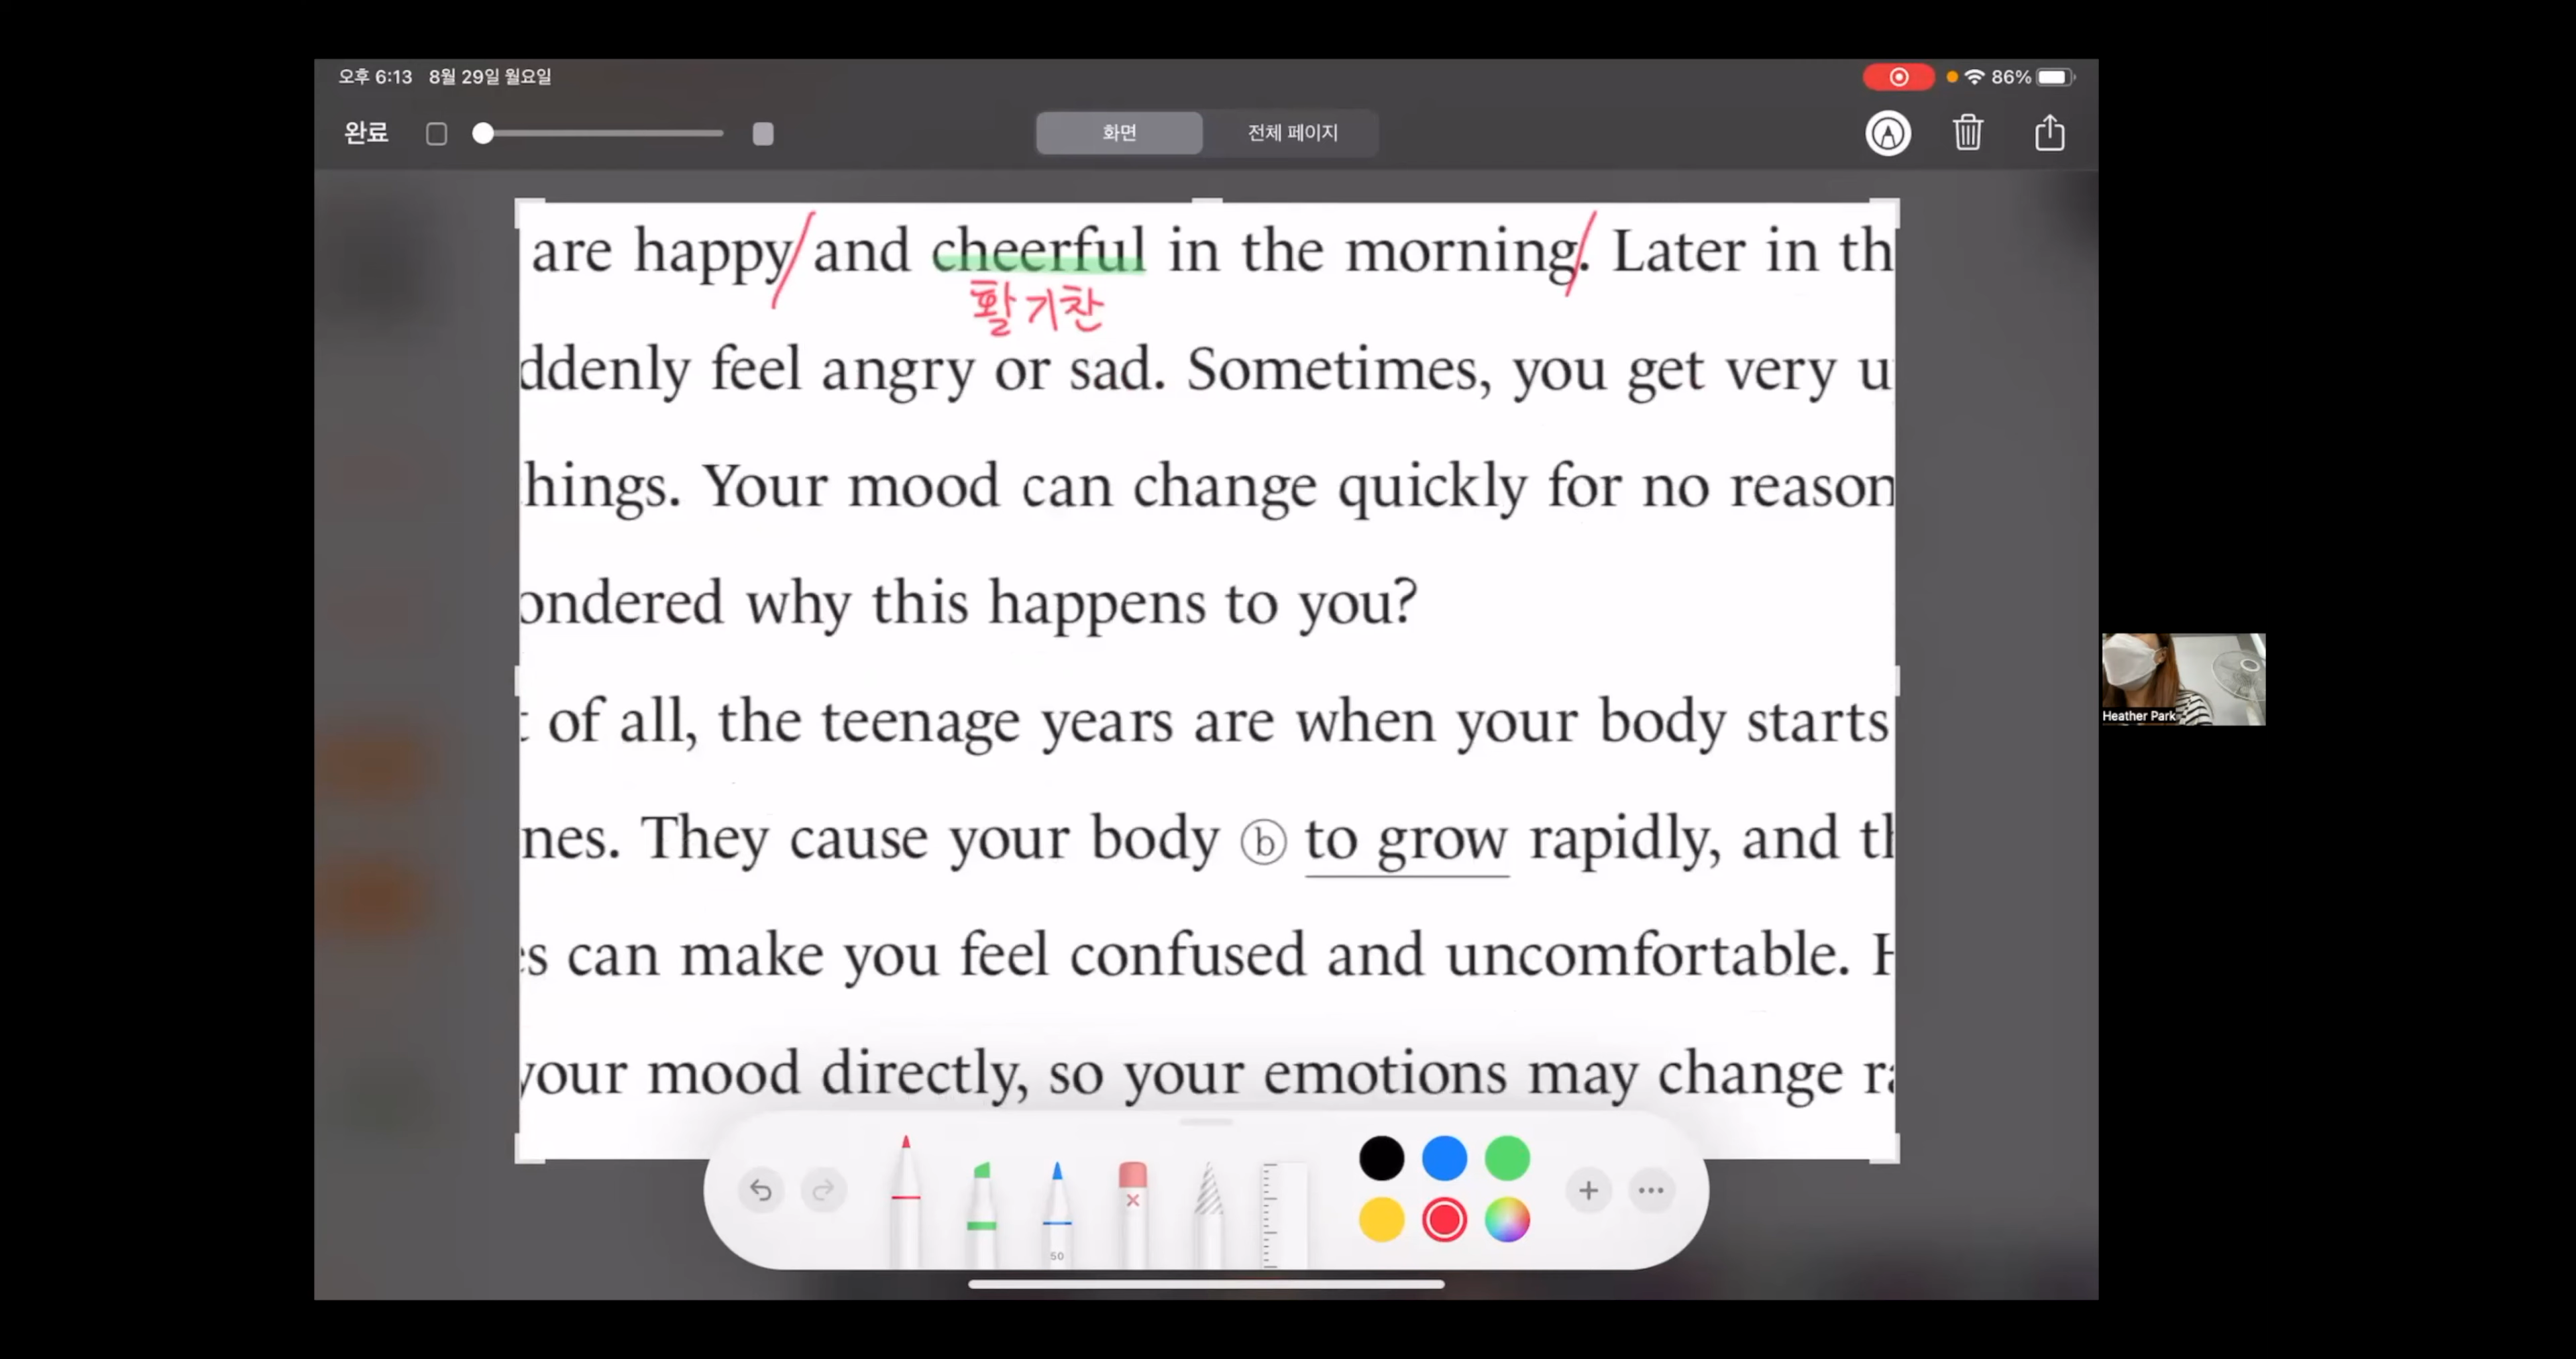 오후 6:13 8월 29일 월요일
86%
완료
화면
전체 페이지
are happy/and cheerful in the morning/. Later in th
활기찬
ddenly feel angry or sad. Sometimes, you get very u
hings. Your mood can change quickly for no reason
ondered why this happens to you?
Heather Park
t of all, the teenage years are when your body starts
nes. They cause your body ⓑ to grow rapidly, and th
es can make you feel confused and uncomfortable. H
your mood directly, so your emotions may change ra
50